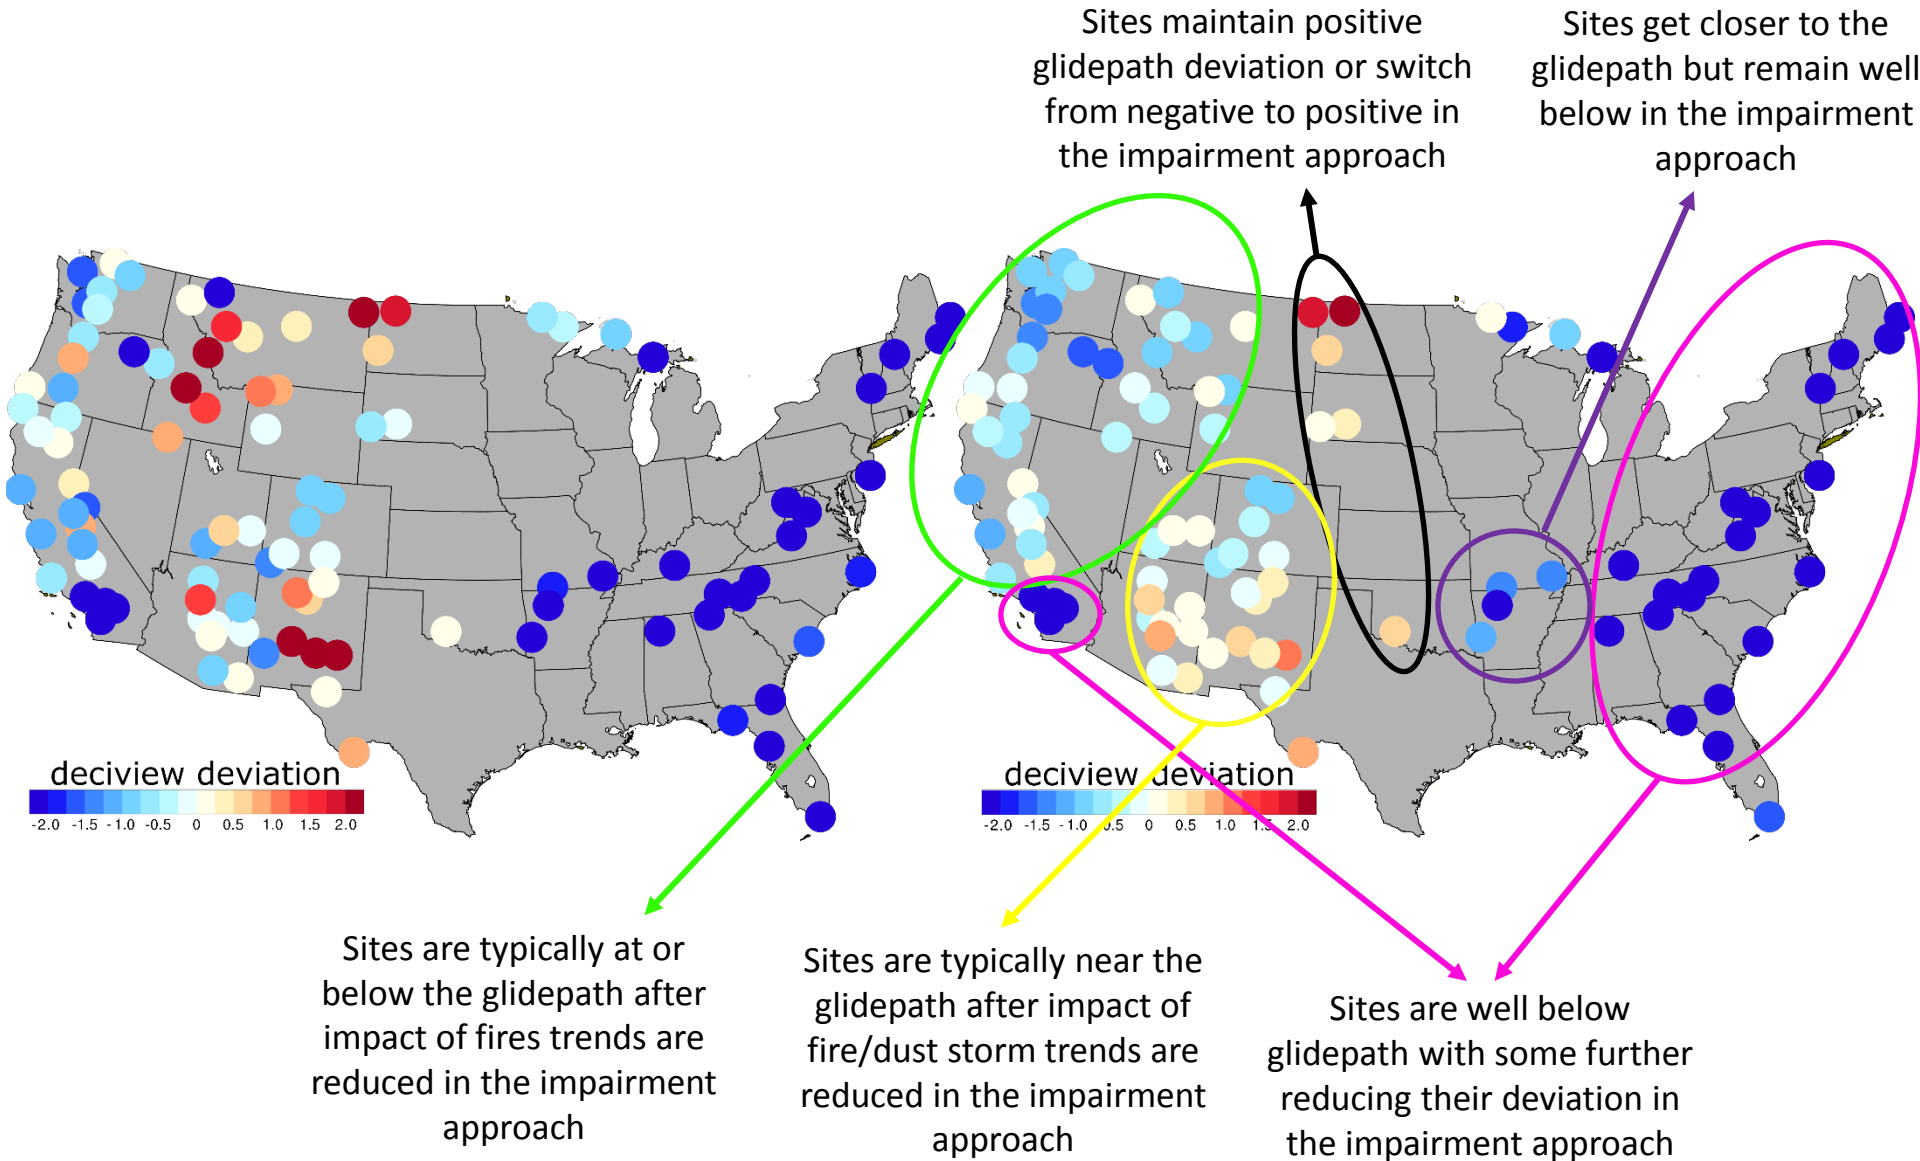 Sites maintain positive
glidepath deviation or switch
from negative to positive in
the impairment approach
Sites get closer to the
glidepath but remain well
below in the impairment
approach
deciview deviation
-2.0 -1.5 -1.0 -0.5 0 0.5 1.0 1.5 2.0
deciview deviation
-2.0 -1.5 -1.0 -0.5 0 0.5 1.0 1.5 2.0
Sites are typically at or
below the glidepath after
impact of fires trends are
reduced in the impairment
approach
Sites are typically near the
glidepath after impact of
fire/dust storm trends are
reduced in the impairment
approach
Sites are well below
glidepath with some further
reducing their deviation in
the impairment approach